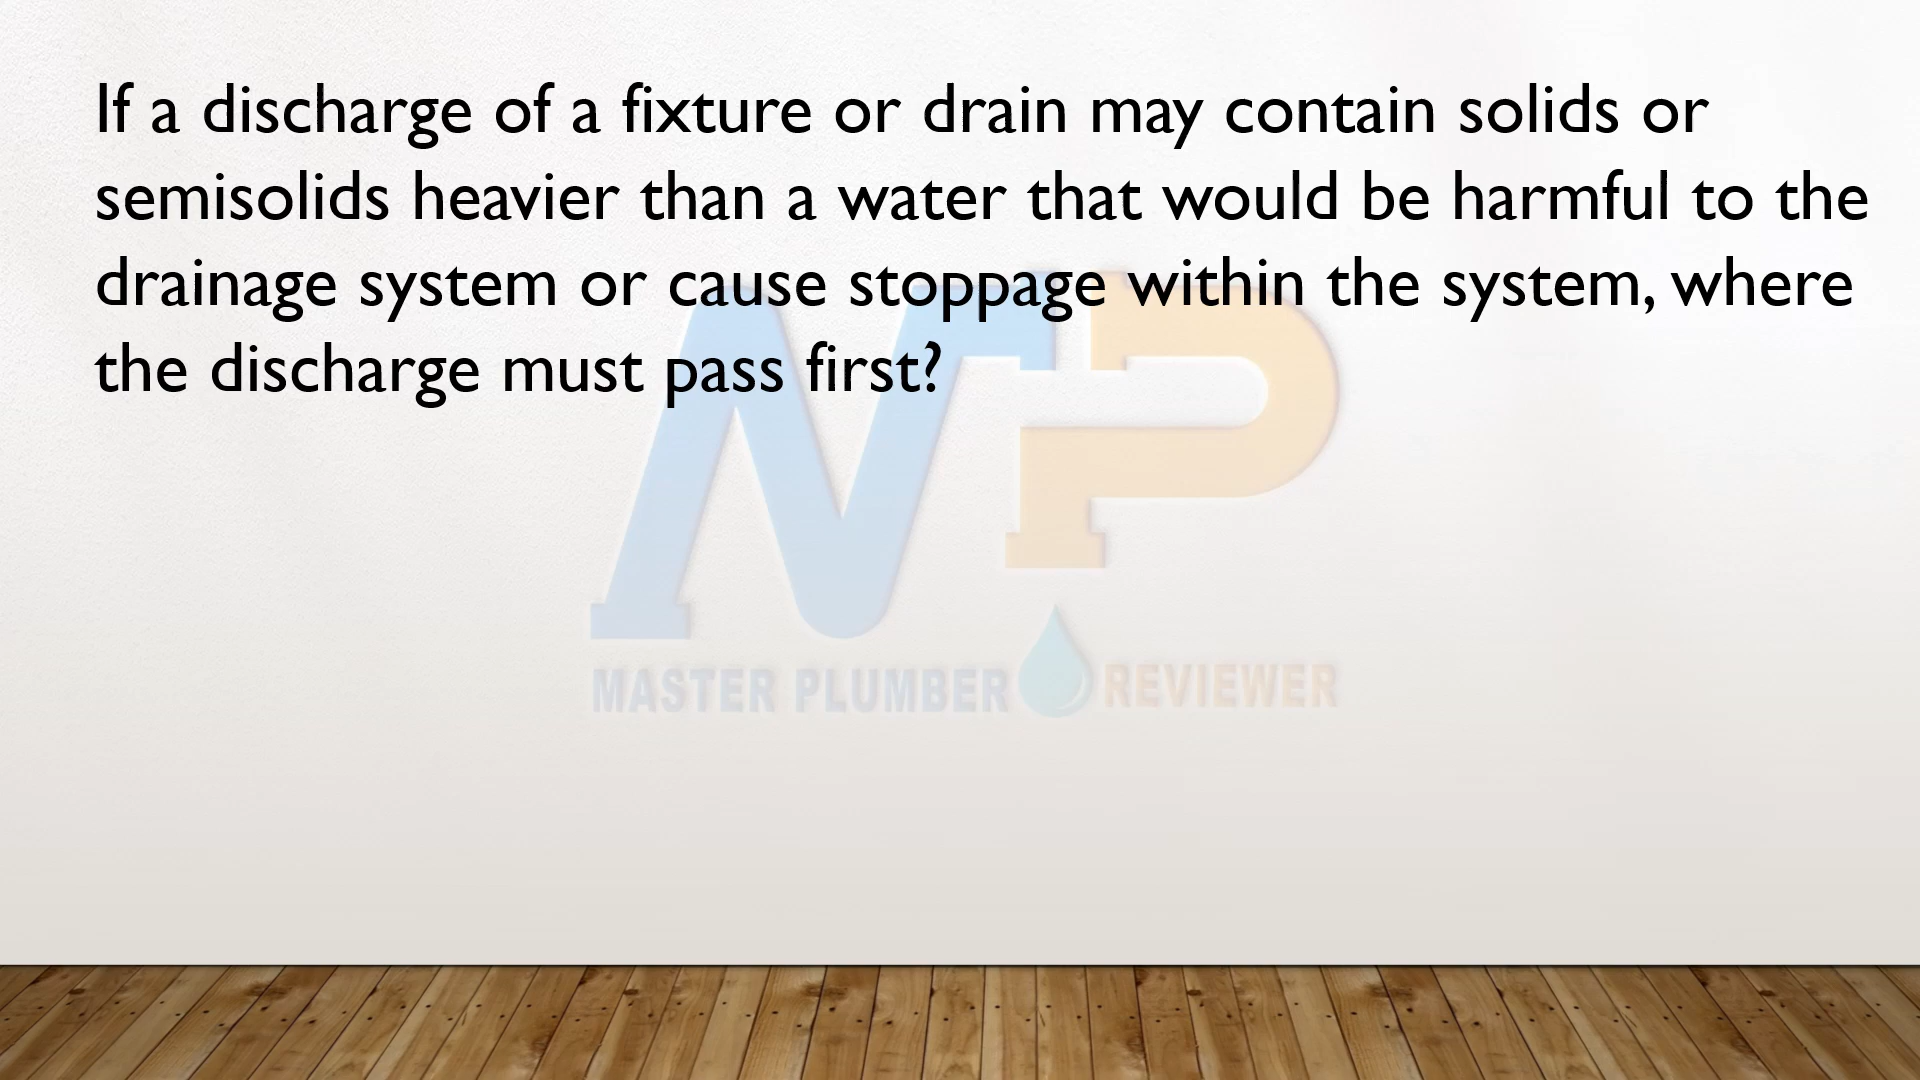 If a discharge of a fixture or drain may contain solids or
semisolids heavier than a water that would be harmful to the
drainage system or cause stoppage within the system, where
the discharge must pass first?
MP
MASTER PLUMBER REVIEWER